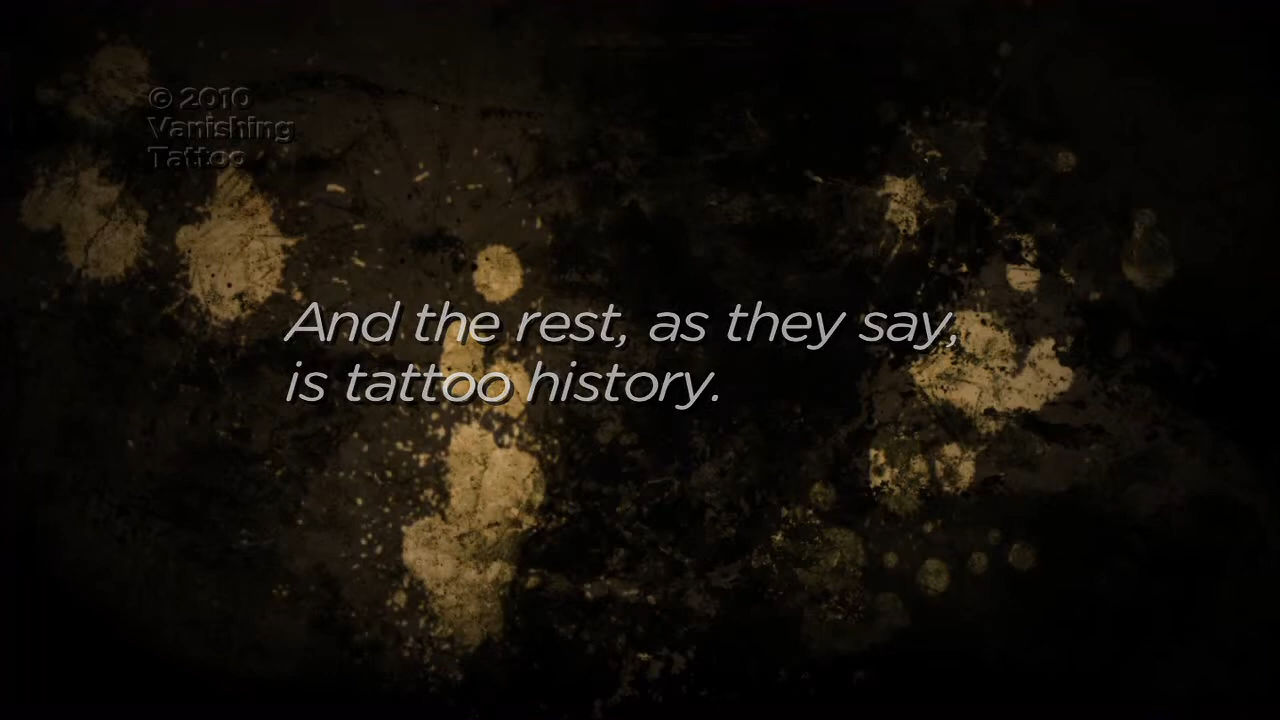 © 2010
Vanishing
Tattoo
And the rest, as they say,
is tattoo history.